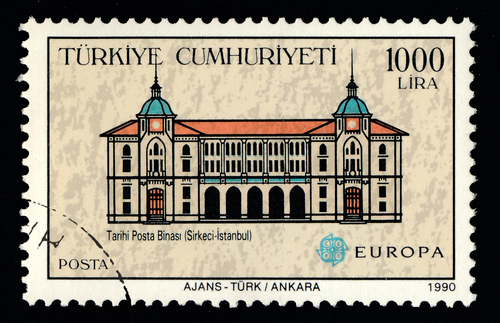 TÜRKİYE CUMHURİYETİ
1000
LİRA
Tarihi Posta Binası (Sirkeci-İstanbul)
POSTA
EUROPA
AJANS - TÜRK / ANKARA
1990